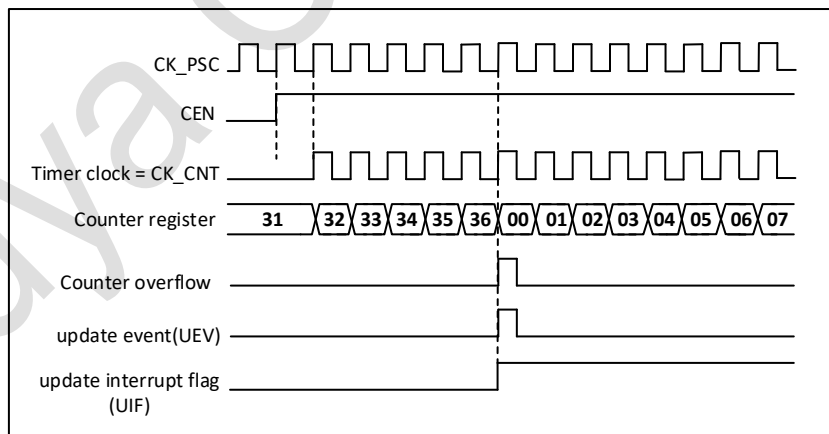 CK_PSC
CEN
Timer clock = CK_CNT
Counter register 31 32 33 34 35 36 00 01 02 03 04 05 06 07
Counter overflow
update event(UEV)
update interrupt flag
(UIF)